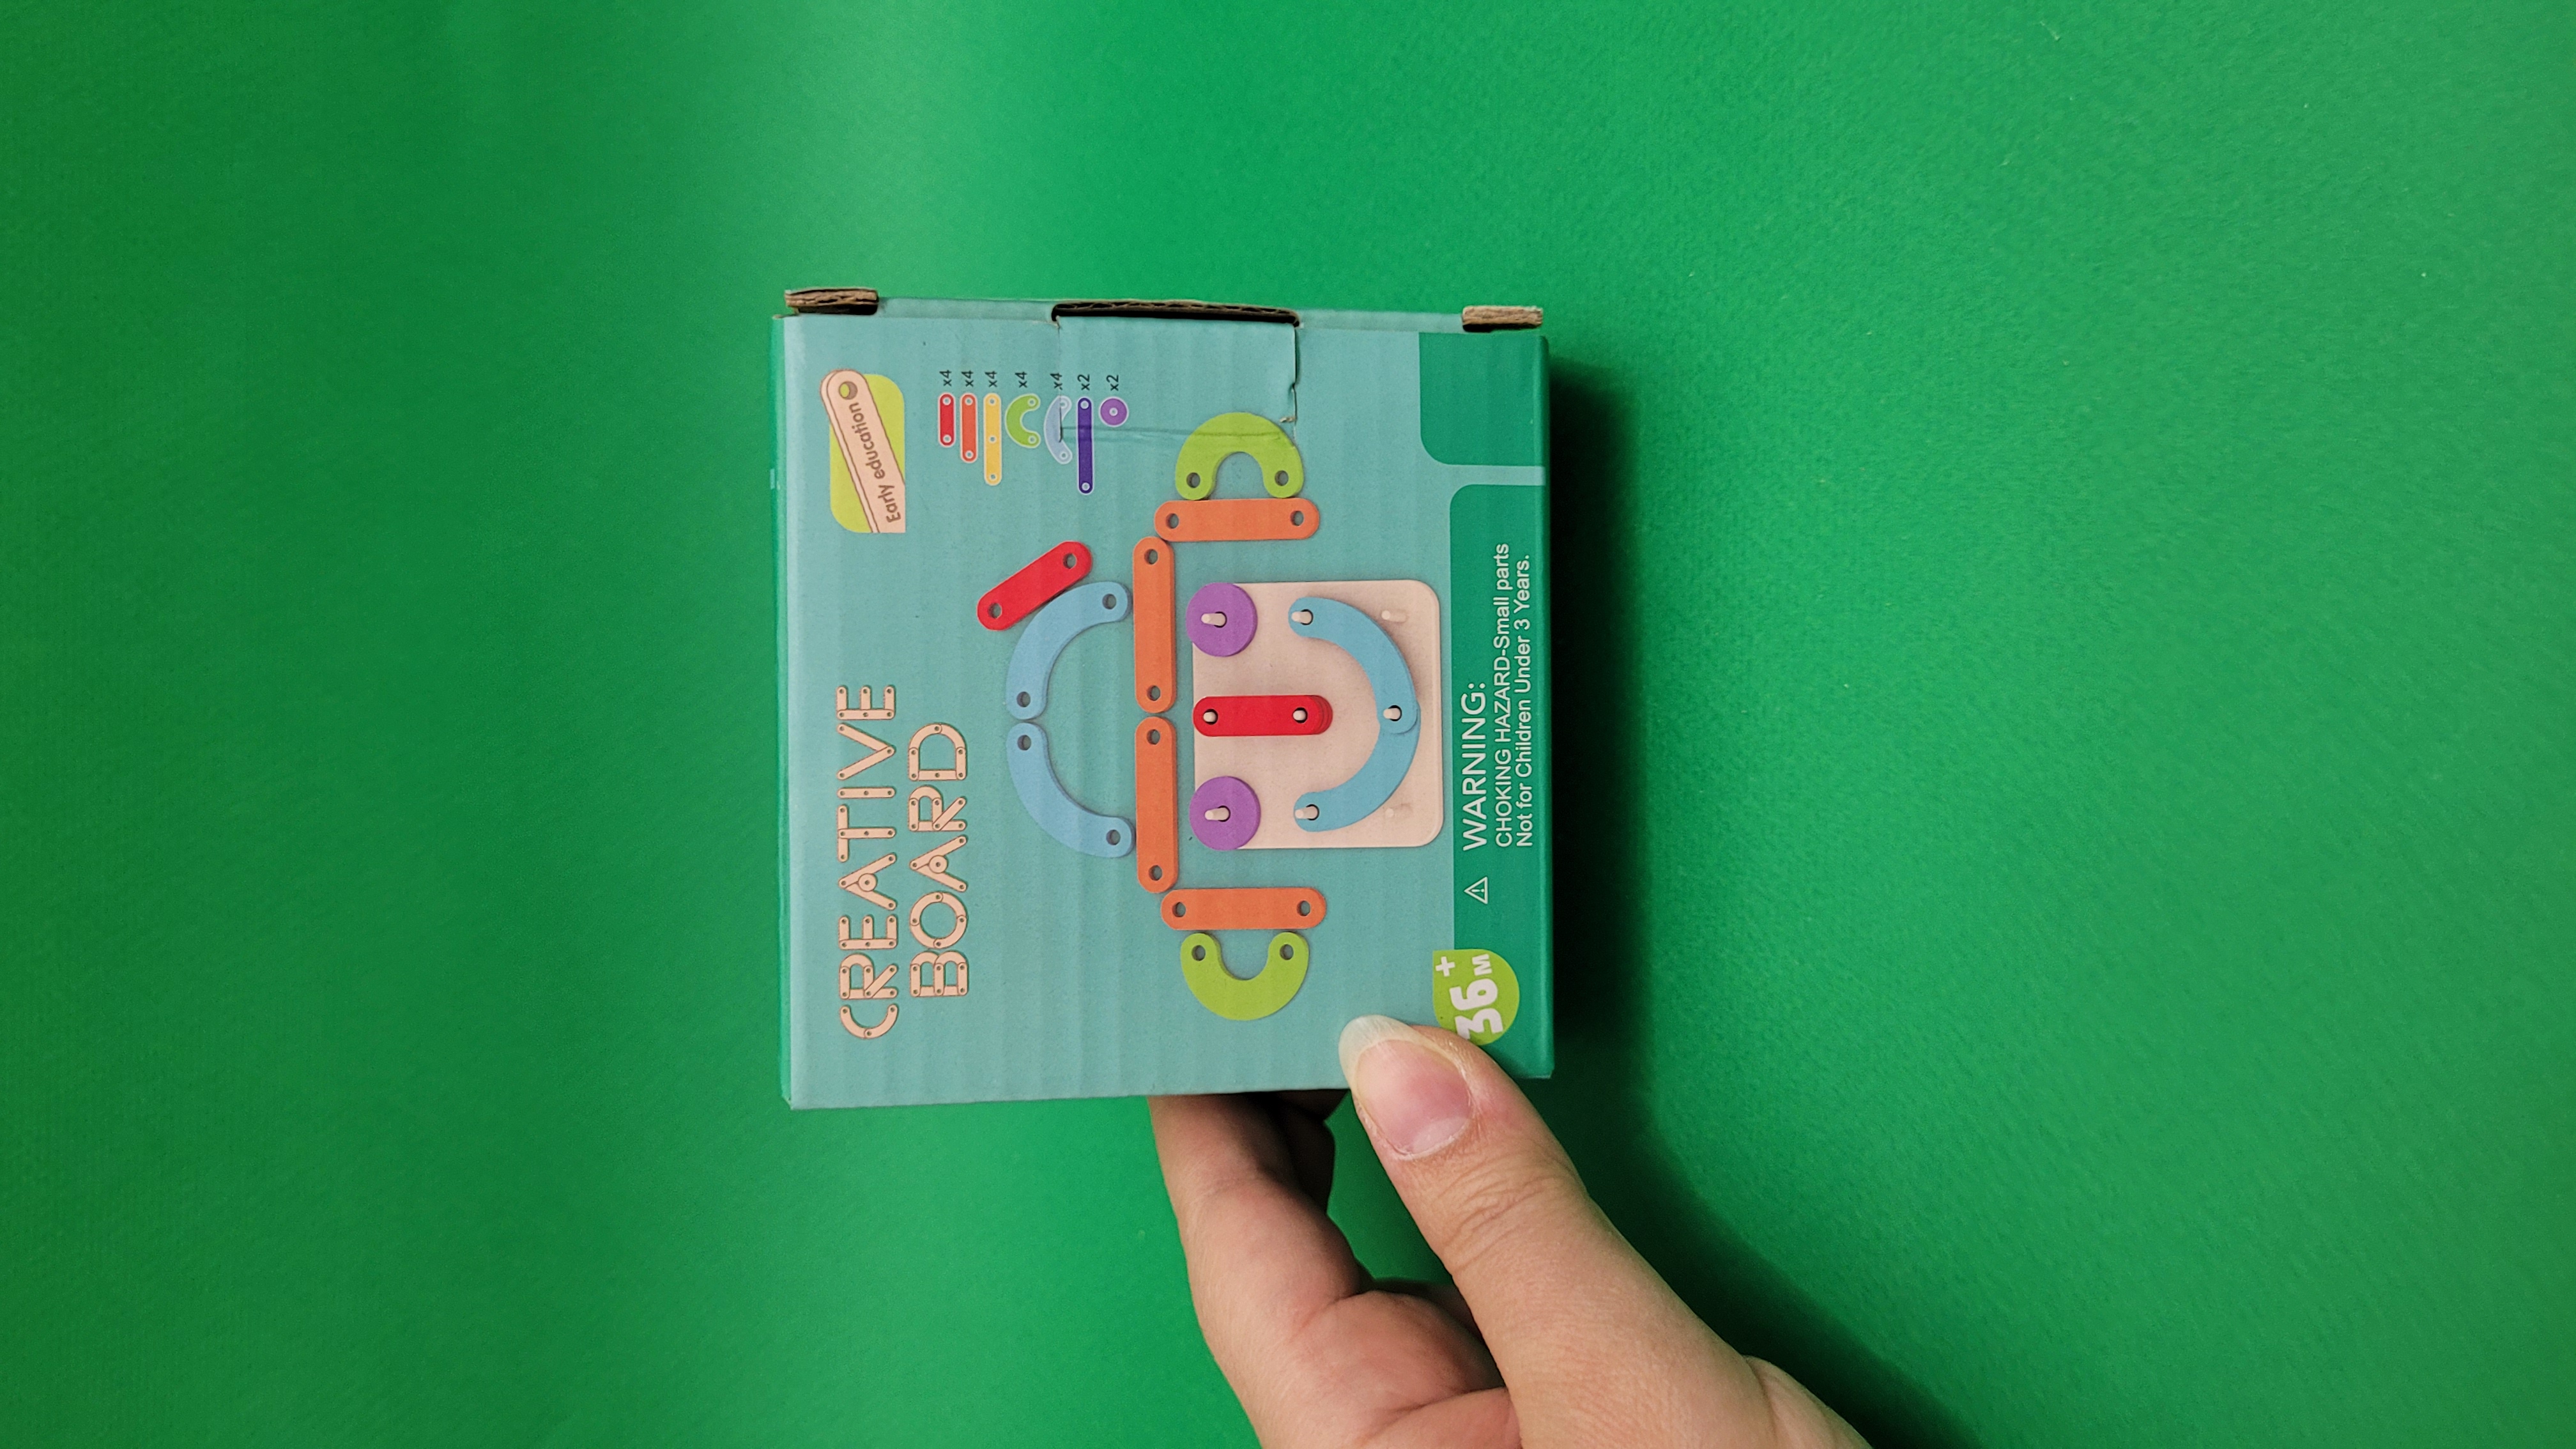 CREATIVE
BOARD
Early education
x4
x4
x4
x4
x4
x2
x2
36M+
WARNING:
CHOKING HAZARD-Small parts
Not for Children Under 3 Years.